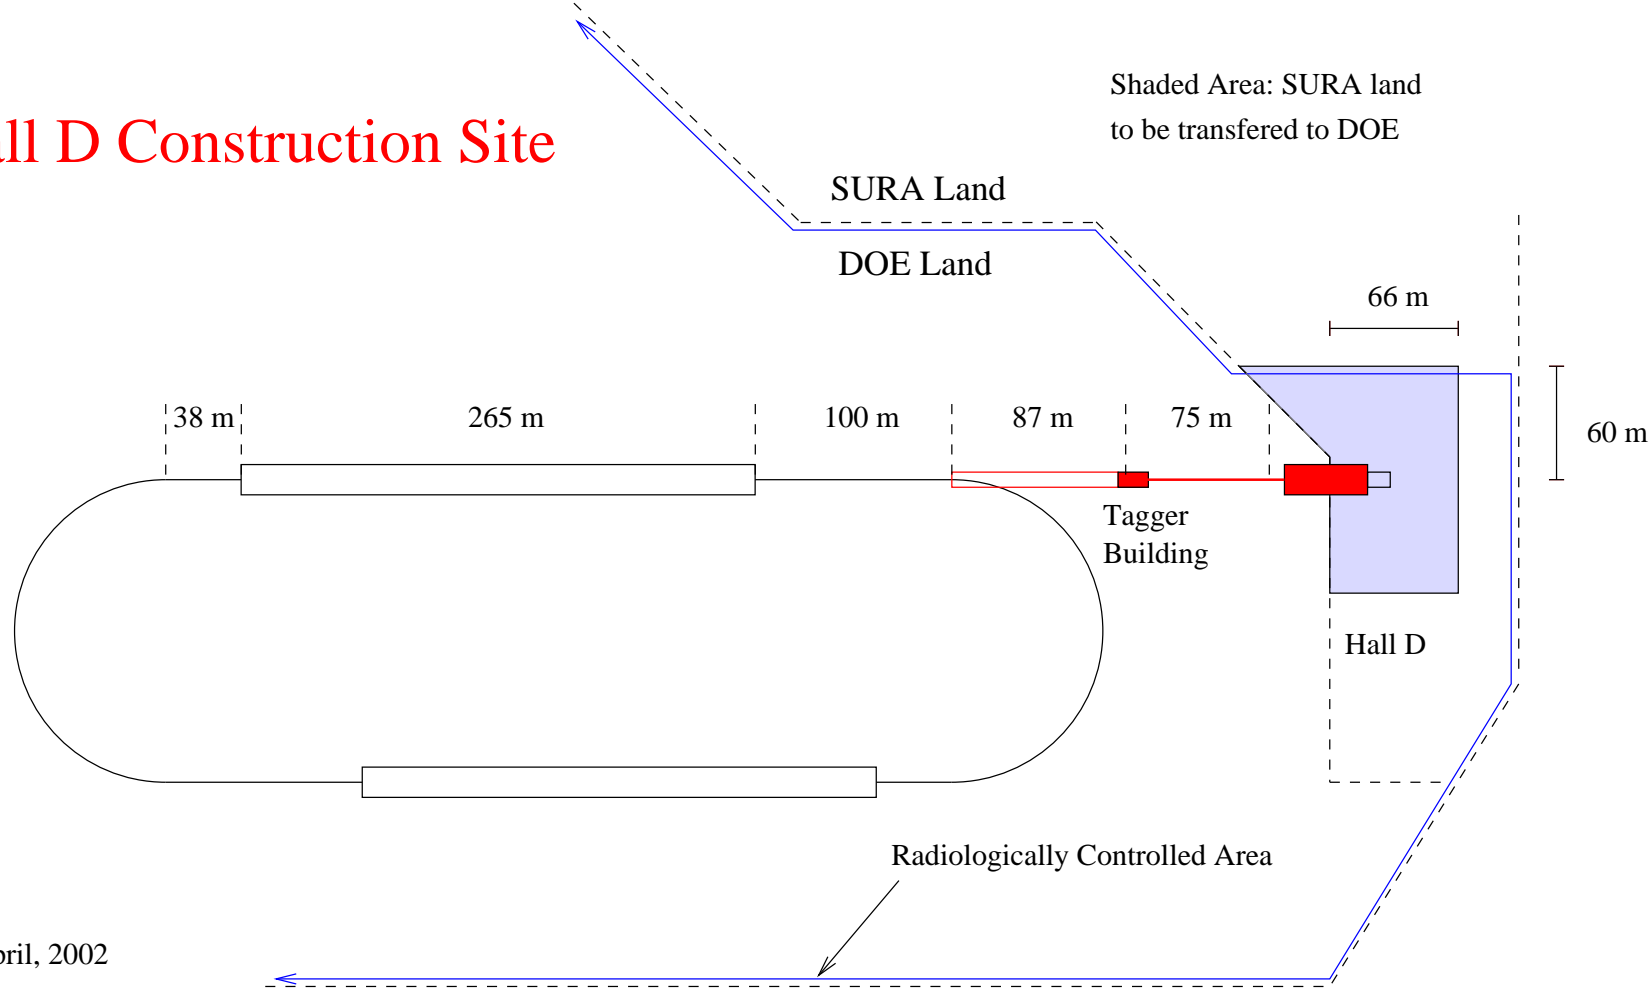 Shaded Area: SURA land
to be transfered to DOE
all D Construction Site
SURA Land
DOE Land
66 m
38 m
265 m
100 m
87 m
75 m
60 m
Tagger
Building
Hall D
Radiologically Controlled Area
pril, 2002